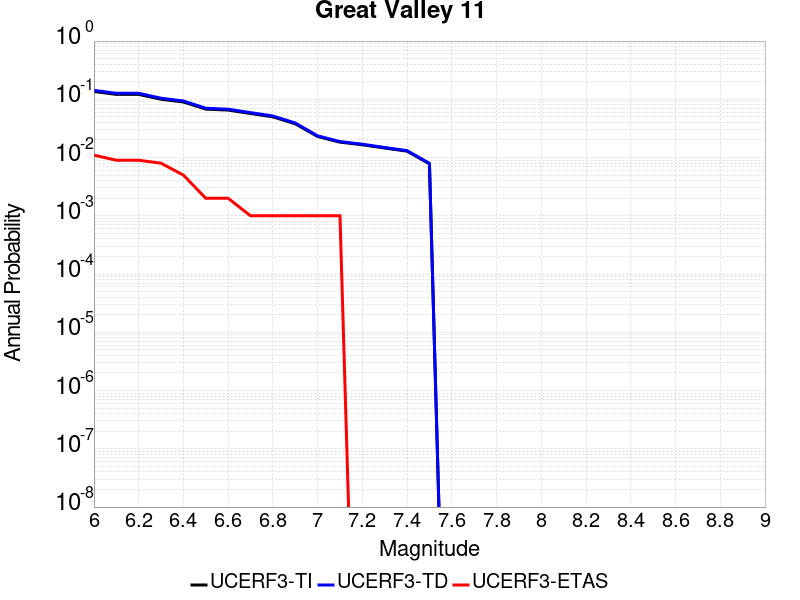 Great Valley 11
10^0
10^-1
10^-2
10^-3
10^-4
10^-5
10^-6
10^-7
10^-8
Annual Probability
6 6.2 6.4 6.6 6.8 7 7.2 7.4 7.6 7.8 8 8.2 8.4 8.6 8.8 9
Magnitude
UCERF3-TI UCERF3-TD UCERF3-ETAS